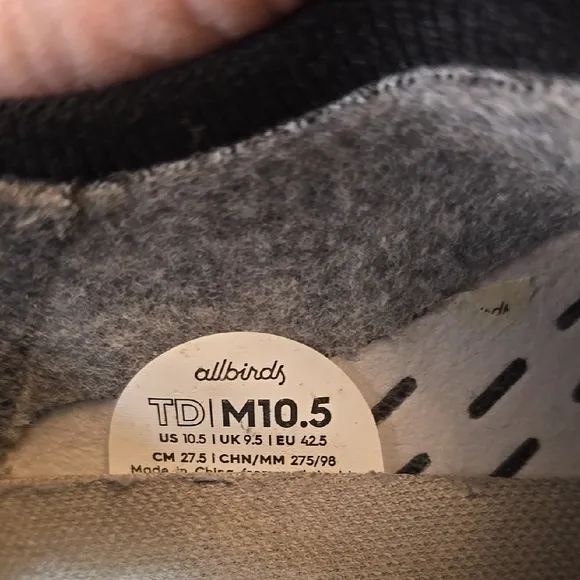 allbirds
TD | M10.5
US 10.5 | UK 9.5 | EU 42.5
CM 27.5 | CHN/MM 275/98
Made in China